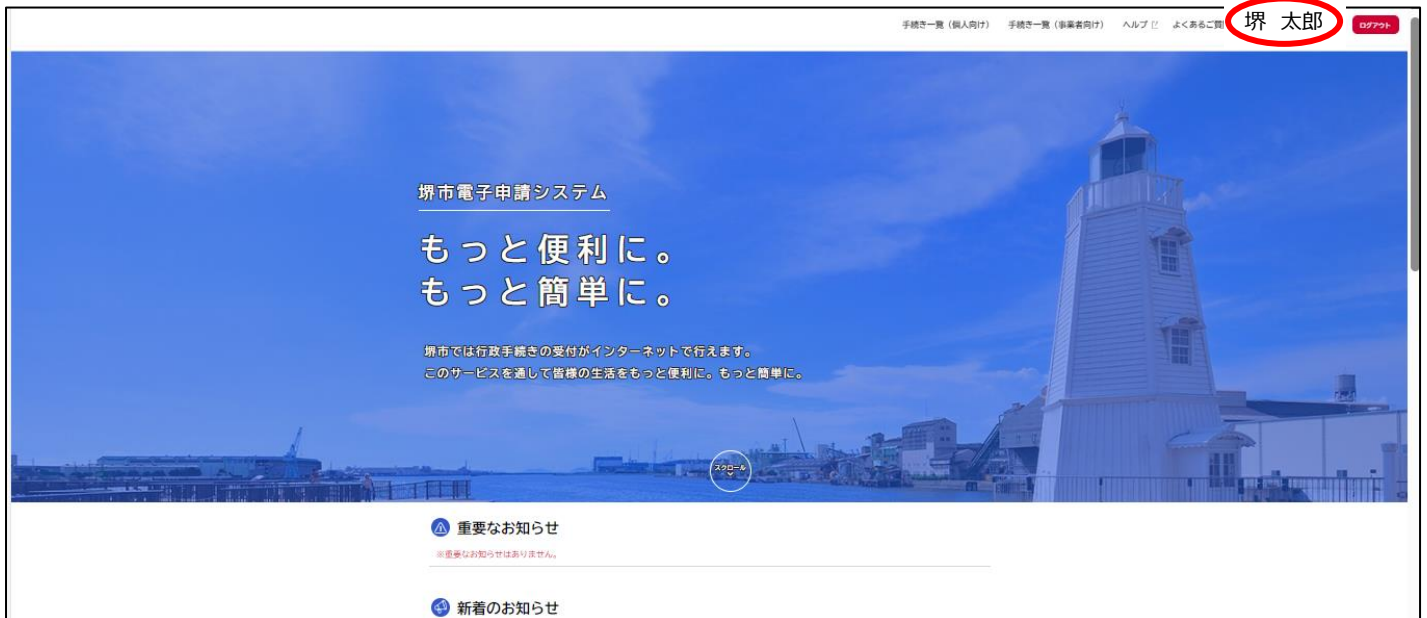 手続き一覧（個人向け） 手続き一覧（事業者向け） ヘルプ よくあるご質 堺 太郎 ログアウト
堺市電子申請システム
もっと便利に。
もっと簡単に。
堺市では行政手続きの受付がインターネットで行えます。
このサービスを通して皆様の生活をもっと便利に。もっと簡単に。
スクロール
重要なお知らせ
※重要なお知らせはありません。
新着のお知らせ